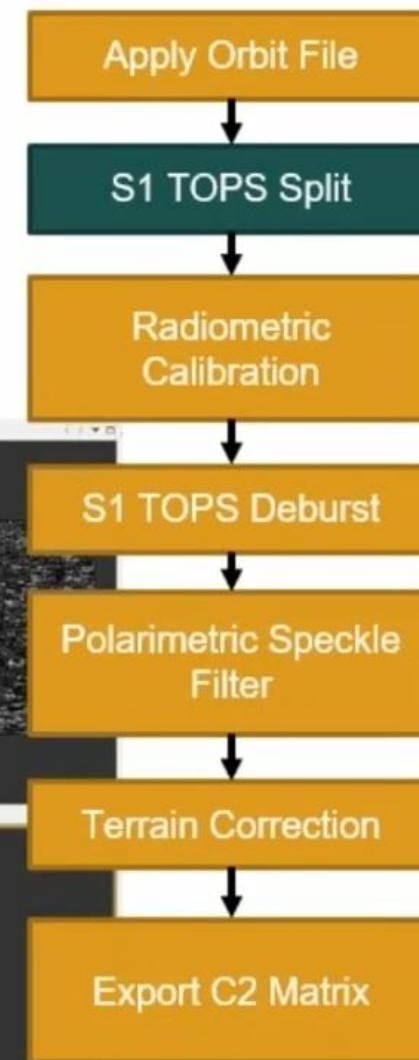 Apply Orbit File
S1 TOPS Split
Radiometric
Calibration
S1 TOPS Deburst
Polarimetric Speckle
Filter
Terrain Correction
Export C2 Matrix